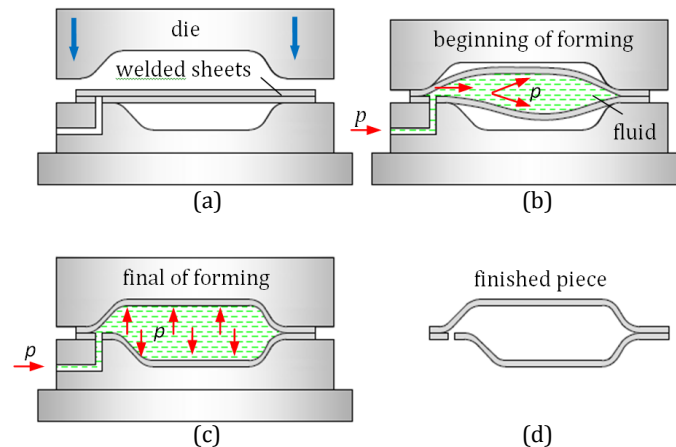 die
welded sheets
(a)
beginning of forming
p
p
fluid
(b)
final of forming
p
p
(c)
finished piece
(d)